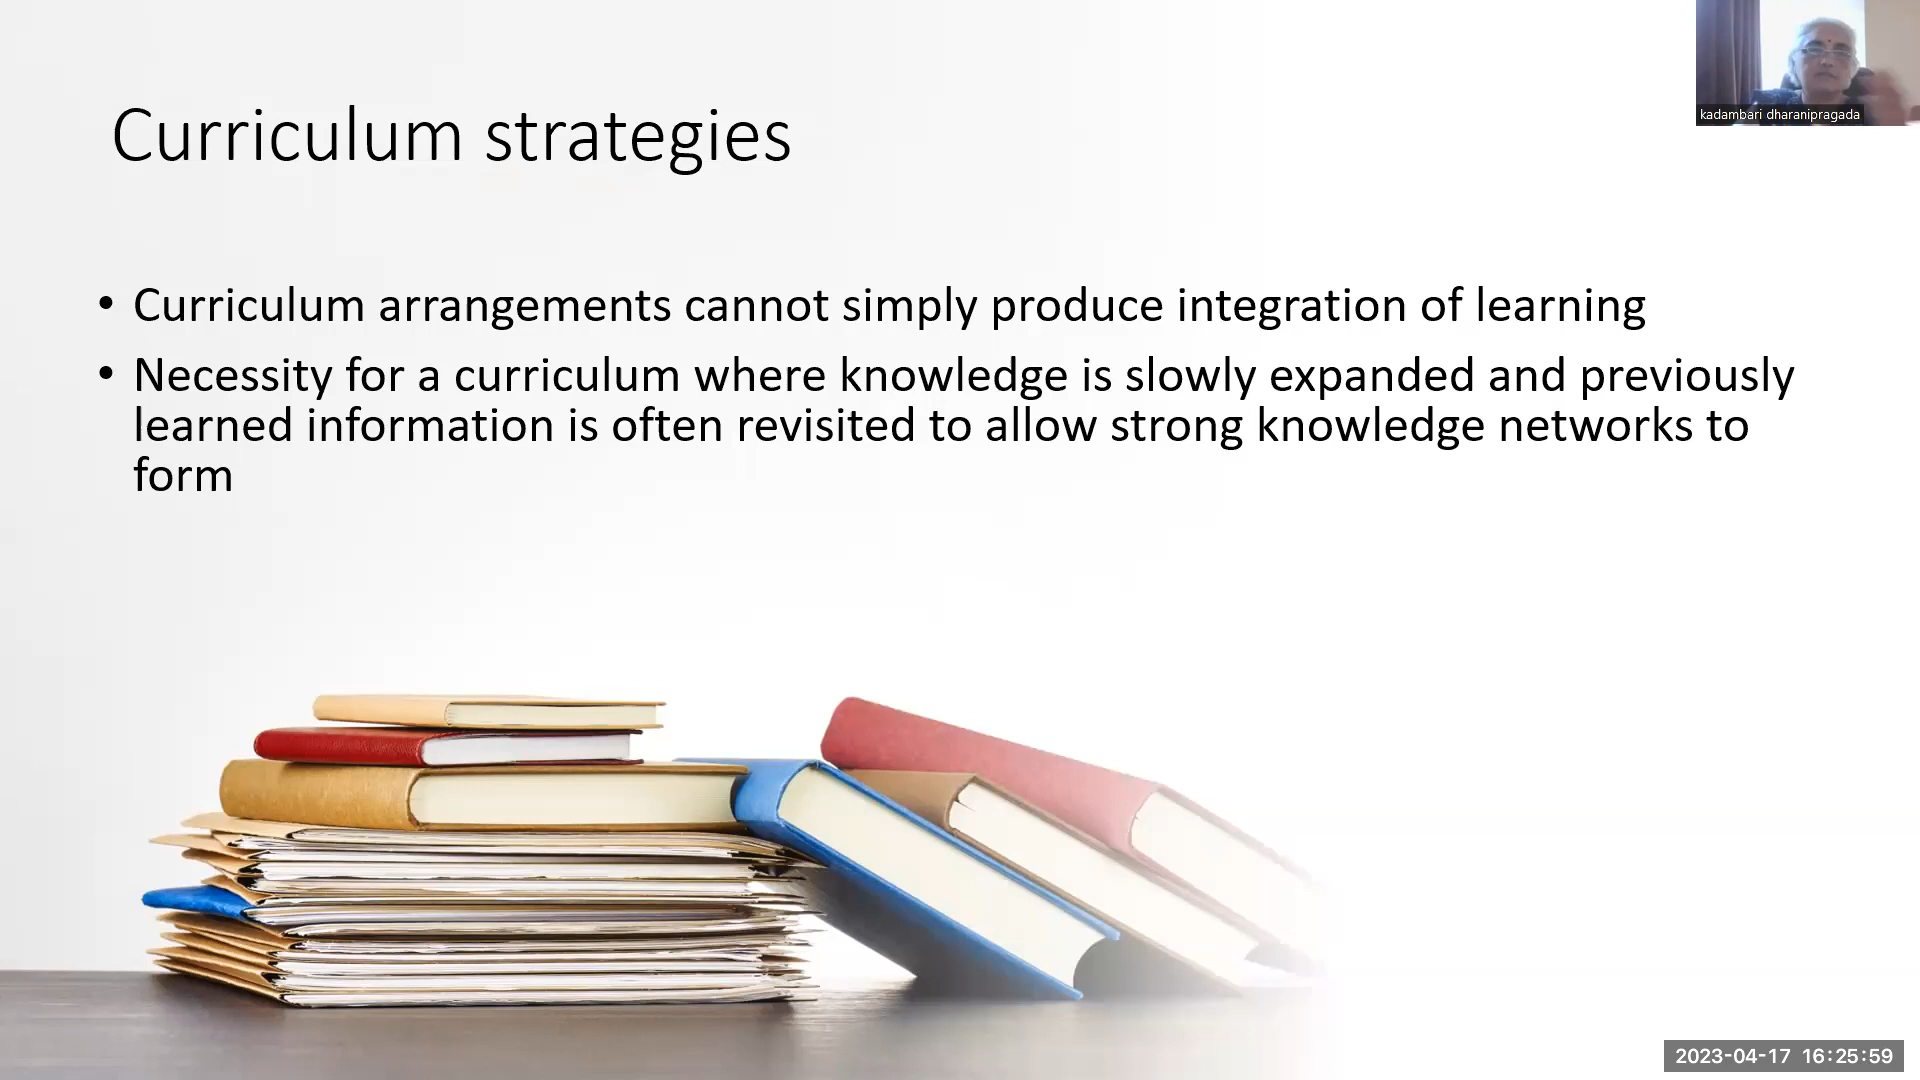 kadambari dharanipragada
Curriculum strategies
• Curriculum arrangements cannot simply produce integration of learning
• Necessity for a curriculum where knowledge is slowly expanded and previously
learned information is often revisited to allow strong knowledge networks to
form
2023-04-17 16:25:59